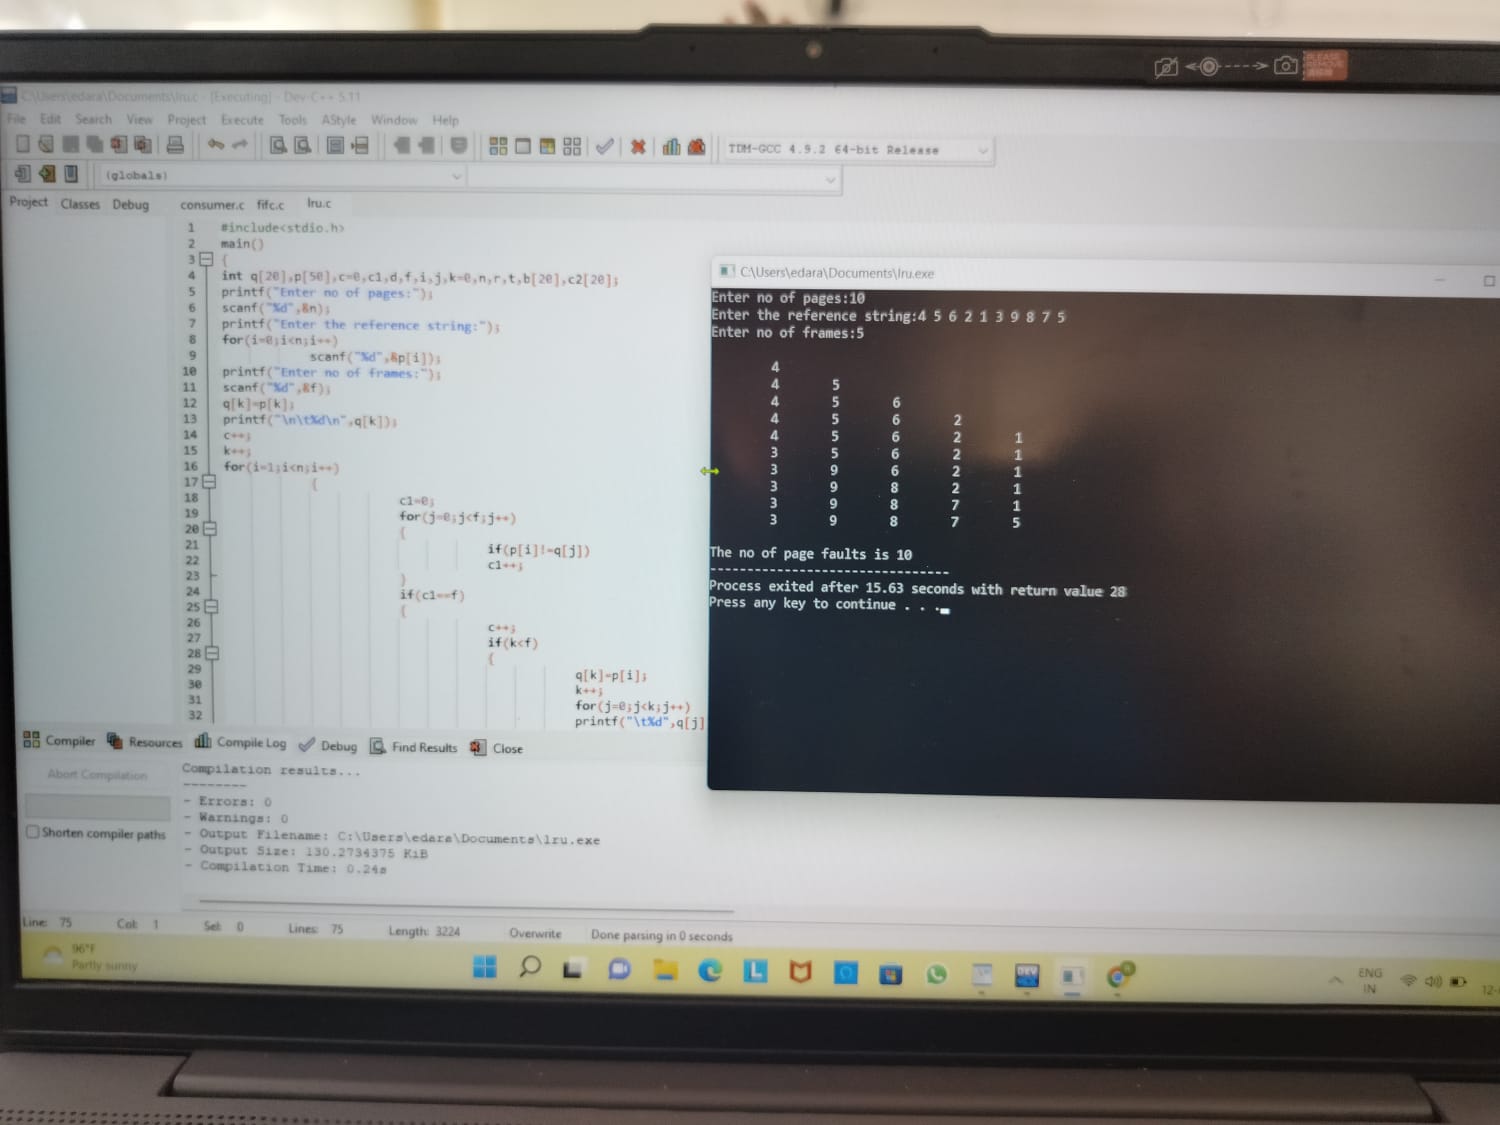 PLEASE REMOVE
C:\Users\edara\Documents\lru.c - [Executing] - Dev-C++ 5.11
File Edit Search View Project Execute Tools AStyle Window Help
TDM-GCC 4.9.2 64-bit Release
(globals)
Project Classes Debug consumer.c fifc.c lru.c
1 #include<stdio.h>
2 main()
3 {
4 int q[20],p[50],c=0,c1,d,f,i,j,k=0,n,r,t,b[20],c2[20];
5 printf("Enter no of pages:");
6 scanf("%d",&n);
7 printf("Enter the reference string:");
8 for(i=0;i<n;i++)
9 scanf("%d",&p[i]);
10 printf("Enter no of frames:");
11 scanf("%d",&f);
12 q[k]=p[k];
13 printf("\n\t%d\n",q[k]);
14 c++;
15 k++;
16 for(i=1;i<n;i++)
17 {
18 c1=0;
19 for(j=0;j<f;j++)
20 {
21 if(p[i]!=q[j])
22 c1++;
23 }
24 if(c1==f)
25 {
26 c++;
27 if(k<f)
28 {
29 q[k]=p[i];
30 k++;
31 for(j=0;j<k;j++)
32 printf("\t%d",q[j]
C:\Users\edara\Documents\lru.exe
Enter no of pages:10
Enter the reference string:4 5 6 2 1 3 9 8 7 5
Enter no of frames:5
4
4 5
4 5 6
4 5 6 2
4 5 6 2 1
3 5 6 2 1
3 9 6 2 1
3 9 8 2 1
3 9 8 7 1
3 9 8 7 5
The no of page faults is 10
--------------------------------
Process exited after 15.63 seconds with return value 28
Press any key to continue . . .
Compiler Resources Compile Log Debug Find Results Close
Abort Compilation
Shorten compiler paths
Compilation results...
--------
- Errors: 0
- Warnings: 0
- Output Filename: C:\Users\edara\Documents\lru.exe
- Output Size: 130.2734375 KiB
- Compilation Time: 0.24s
Line: 75 Col: 1 Sel: 0 Lines: 75 Length: 3224 Overwrite Done parsing in 0 seconds
96°F
Partly sunny
L
DEV
ENG
IN
12-